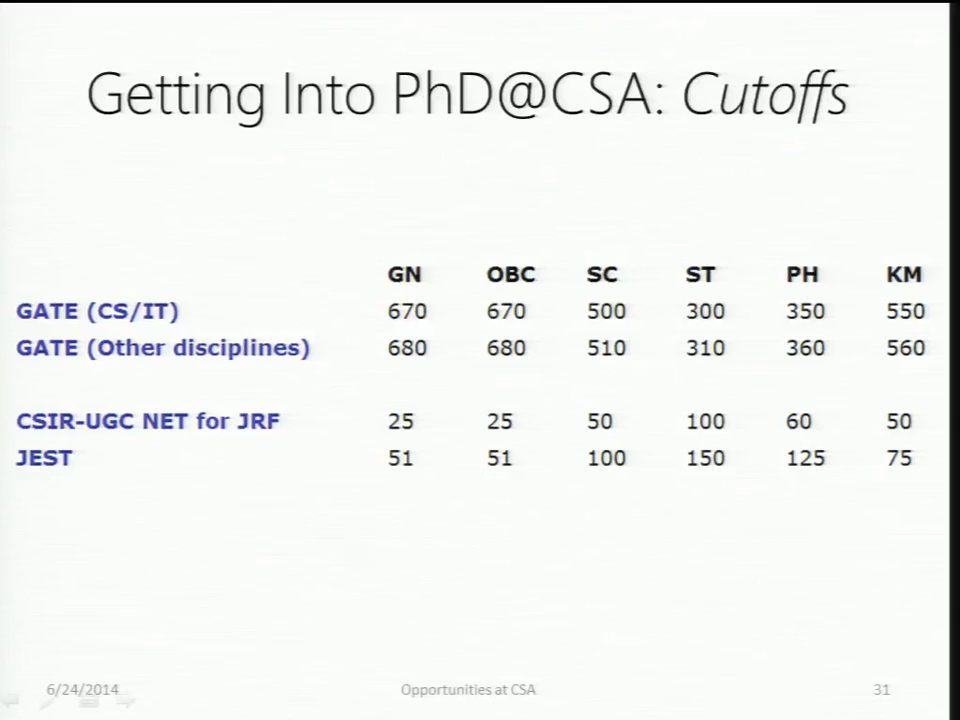 Getting Into PhD@CSA: Cutoffs
GN OBC SC ST PH KM
GATE (CS/IT) 670 670 500 300 350 550
GATE (Other disciplines) 680 680 510 310 360 560
CSIR-UGC NET for JRF 25 25 50 100 60 50
JEST 51 51 100 150 125 75
6/24/2014 Opportunities at CSA 31